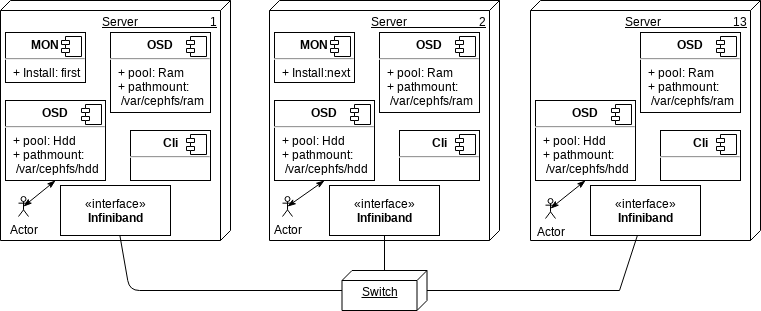 Server 1
MON
+ Install: first
OSD
+ pool: Ram
+ pathmount:
/var/cephfs/ram
OSD
+ pool: Hdd
+ pathmount:
/var/cephfs/hdd
Cli
Actor
«interface»
Infiniband
Server 2
MON
+ Install:next
OSD
+ pool: Ram
+ pathmount:
/var/cephfs/ram
OSD
+ pool: Hdd
+ pathmount:
/var/cephfs/hdd
Cli
Actor
«interface»
Infiniband
Server 13
OSD
+ pool: Ram
+ pathmount:
/var/cephfs/ram
OSD
+ pool: Hdd
+ pathmount:
/var/cephfs/hdd
Cli
Actor
«interface»
Infiniband
Switch